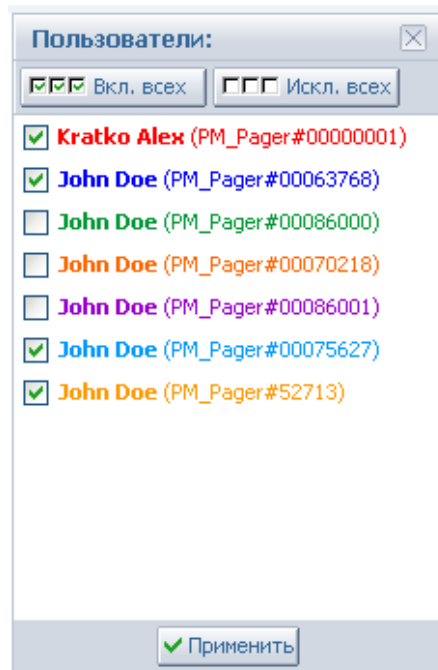 Пользователи:
Вкл. всех Искл. всех
Kratko Alex (PM_Pager#00000001)
John Doe (PM_Pager#00063768)
John Doe (PM_Pager#00086000)
John Doe (PM_Pager#00070218)
John Doe (PM_Pager#00086001)
John Doe (PM_Pager#00075627)
John Doe (PM_Pager#52713)
Применить